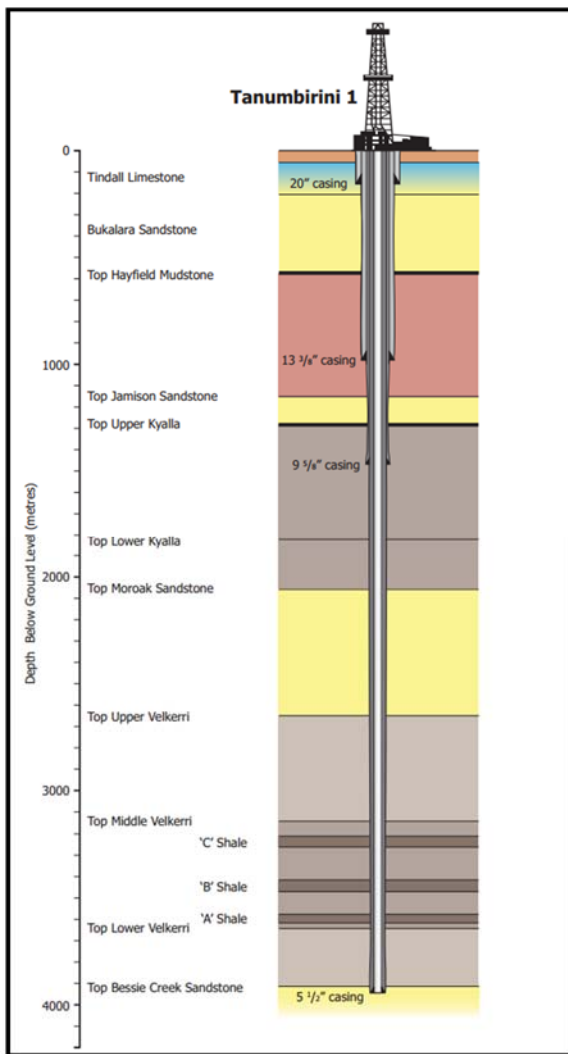 Tanumbirini 1
0
Tindall Limestone
20” casing
Bukalara Sandstone
Top Hayfield Mudstone
13 ³/₈” casing
1000
Top Jamison Sandstone
Top Upper Kyalla
9 ⁵/₈” casing
Top Lower Kyalla
2000
Top Moroak Sandstone
Depth Below Ground Level (metres)
Top Upper Velkerri
3000
Top Middle Velkerri
‘C’ Shale
‘B’ Shale
‘A’ Shale
Top Lower Velkerri
Top Bessie Creek Sandstone
5 ¹/₂” casing
4000